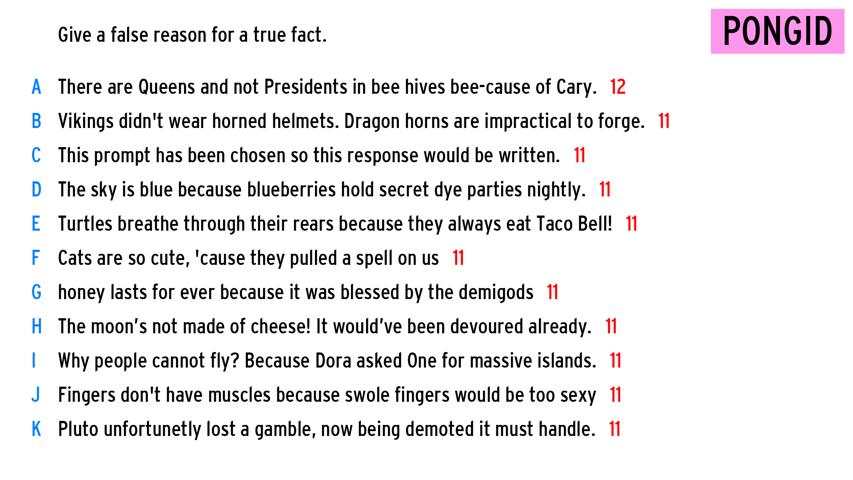 Give a false reason for a true fact.
PONGID
A There are Queens and not Presidents in bee hives bee-cause of Cary. 12
B Vikings didn't wear horned helmets. Dragon horns are impractical to forge. 11
C This prompt has been chosen so this response would be written. 11
D The sky is blue because blueberries hold secret dye parties nightly. 11
E Turtles breathe through their rears because they always eat Taco Bell! 11
F Cats are so cute, 'cause they pulled a spell on us 11
G honey lasts for ever because it was blessed by the demigods 11
H The moon’s not made of cheese! It would’ve been devoured already. 11
I Why people cannot fly? Because Dora asked One for massive islands. 11
J Fingers don't have muscles because swole fingers would be too sexy 11
K Pluto unfortunetly lost a gamble, now being demoted it must handle. 11